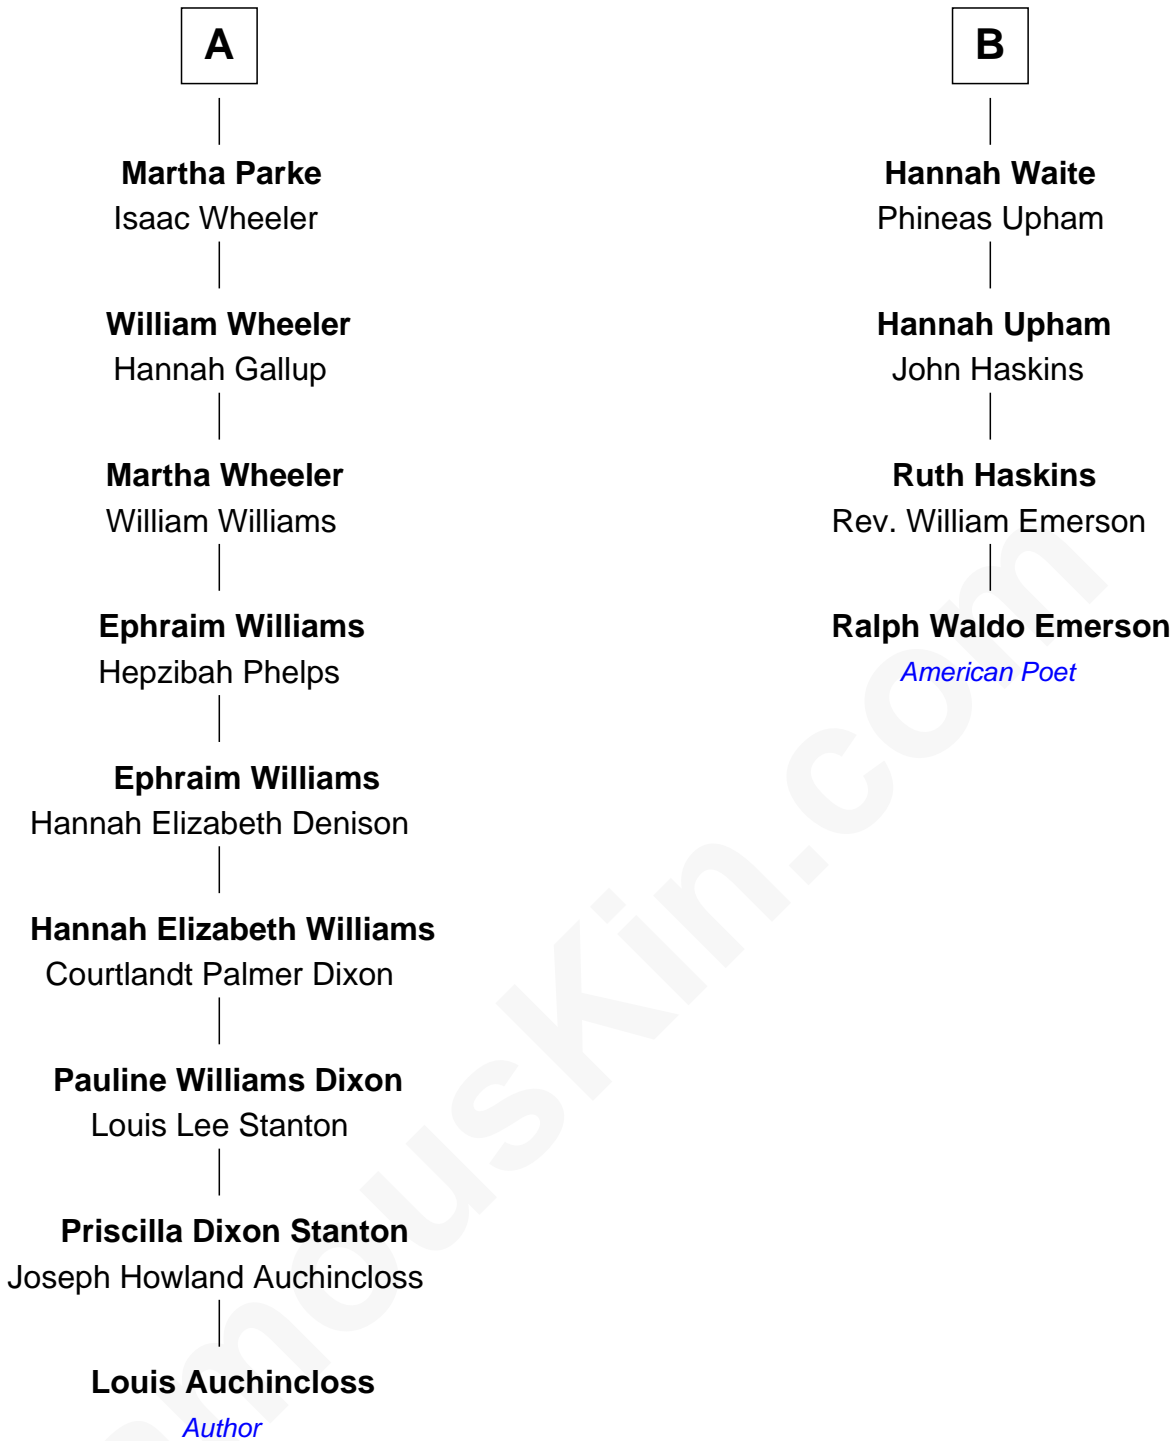 A
Martha Parke
Isaac Wheeler
William Wheeler
Hannah Gallup
Martha Wheeler
William Williams
Ephraim Williams
Hepzibah Phelps
Ephraim Williams
Hannah Elizabeth Denison
Hannah Elizabeth Williams
Courtlandt Palmer Dixon
Pauline Williams Dixon
Louis Lee Stanton
Priscilla Dixon Stanton
Joseph Howland Auchincloss
Louis Auchincloss
Author
B
Hannah Waite
Phineas Upham
Hannah Upham
John Haskins
Ruth Haskins
Rev. William Emerson
Ralph Waldo Emerson
American Poet
amousKin.com